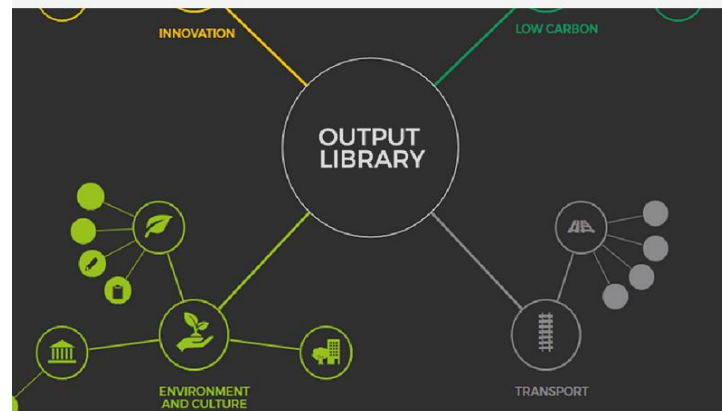 INNOVATION
LOW CARBON
OUTPUT
LIBRARY
ENVIRONMENT
AND CULTURE
TRANSPORT